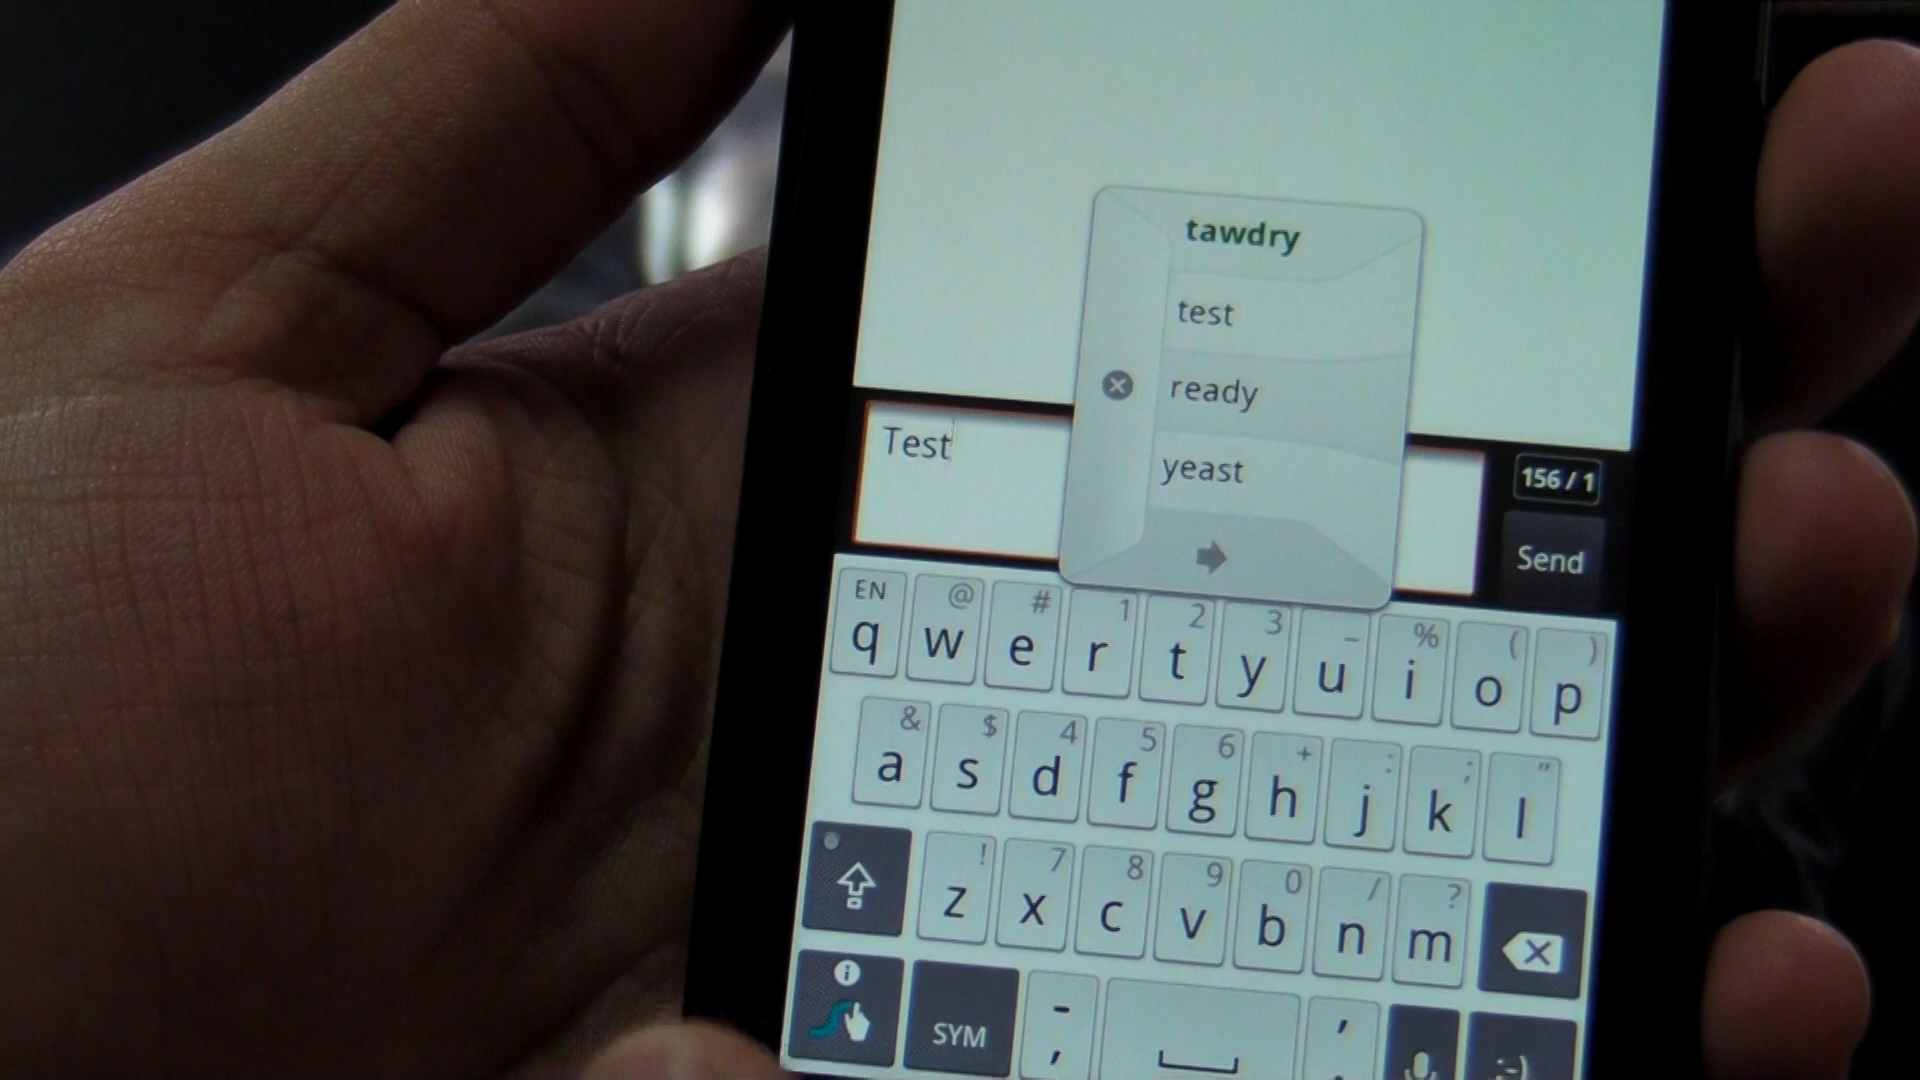 tawdry
test
ready
yeast
Test
156 / 1
Send
EN @ # 1 2 3 _ % ( )
q w e r t y u i o p
& $ 4 5 6 + : ; "
a s d f g h j k l
! 7 8 9 0 / ?
z x c v b n m
i
SYM - , ' . :-)